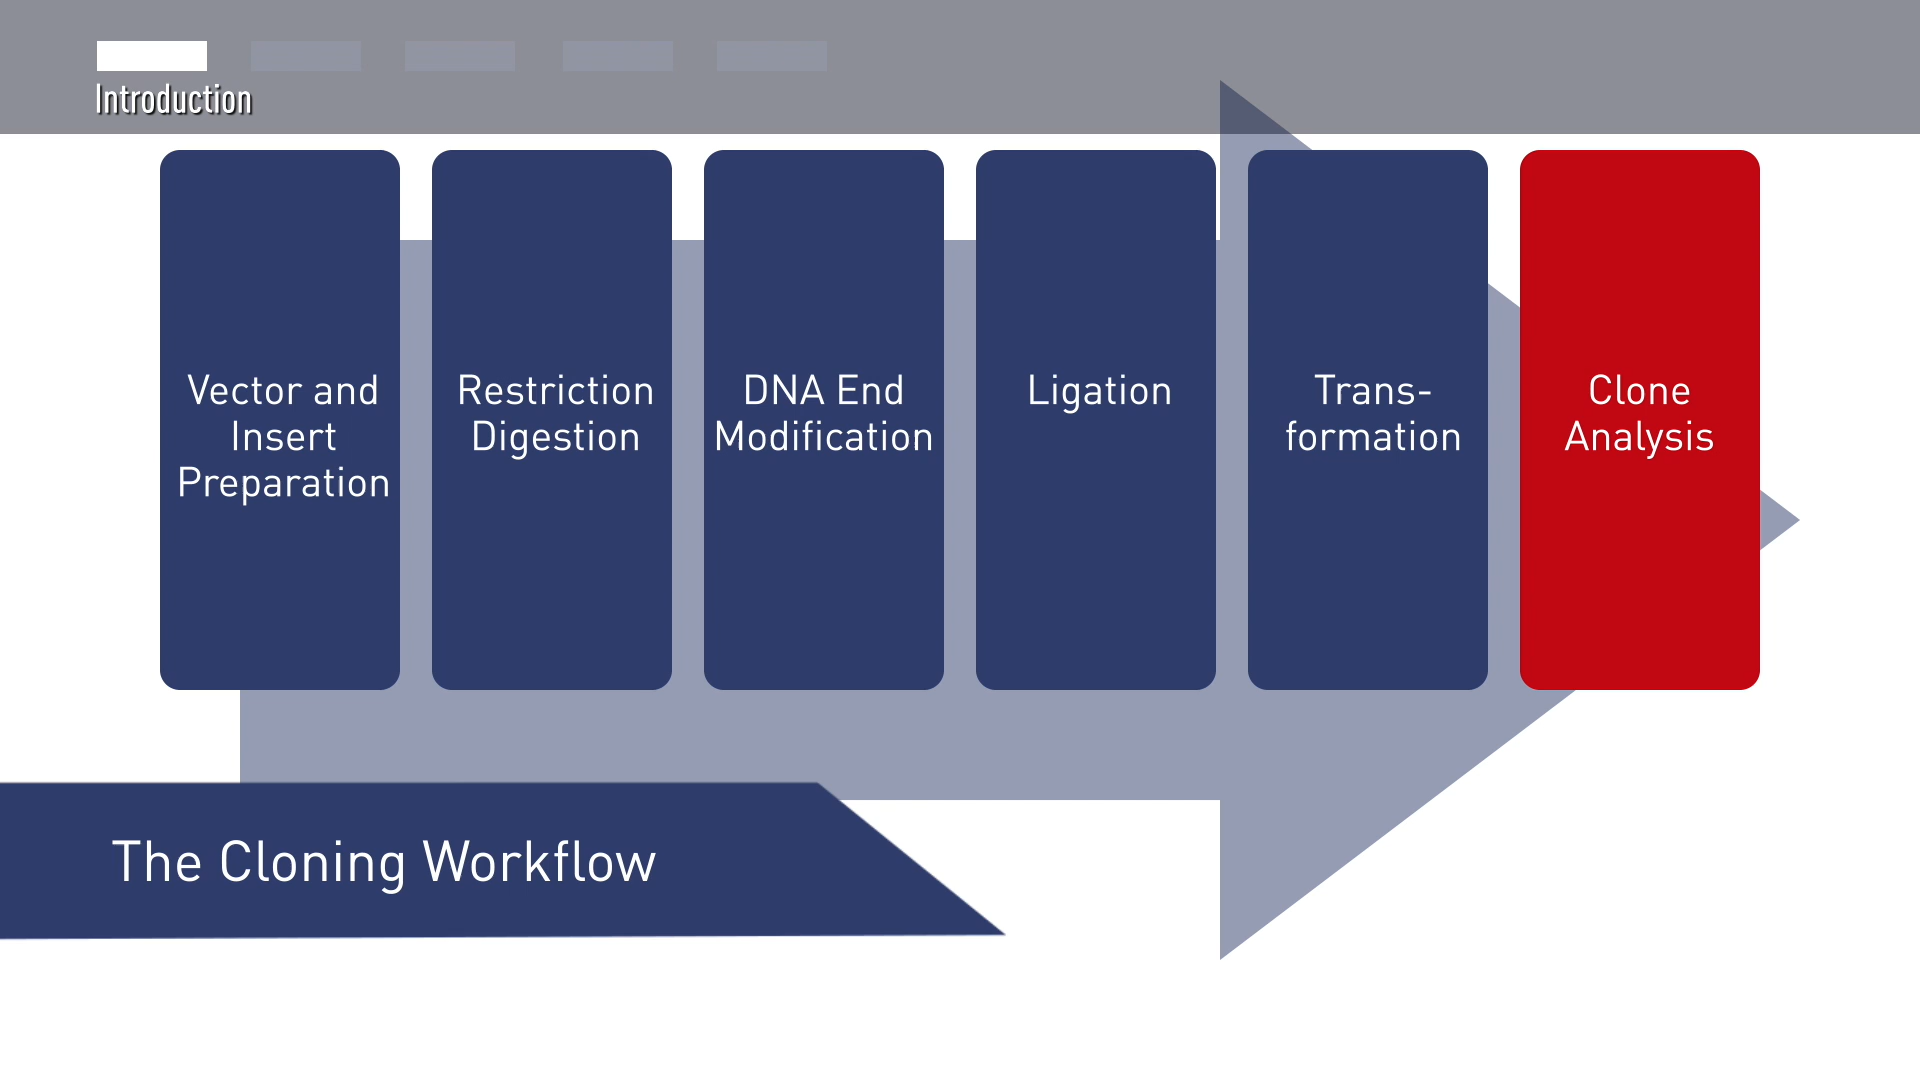 Introduction
Vector and
Insert
Preparation
Restriction
Digestion
DNA End
Modification
Ligation
Trans-
formation
Clone
Analysis
The Cloning Workflow